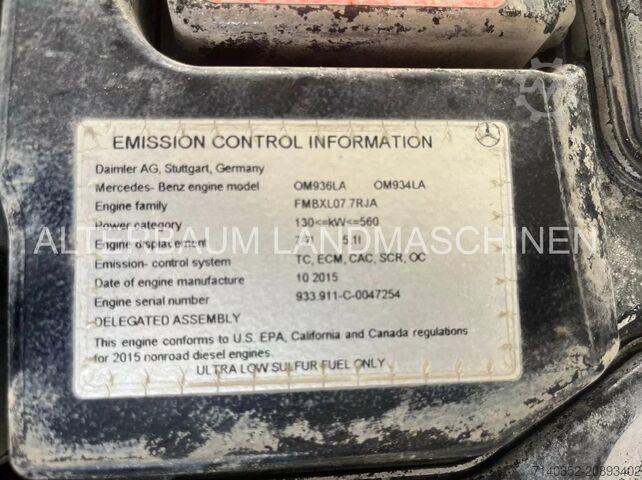 EMISSION CONTROL INFORMATION
Daimler AG, Stuttgart, Germany
Mercedes- Benz engine model OM936LA OM934LA
Engine family FMBXL07.7RJA
Power category 130<=kW<=560
ALTERTRAUM LANDMASCHINEN
Engine displacement 5.1l
Emission- control system TC, ECM, CAC, SCR, OC
Date of engine manufacture 10 2015
Engine serial number 933.911-C-0047254
DELEGATED ASSEMBLY
This engine conforms to U.S. EPA, California and Canada regulations
for 2015 nonroad diesel engines.
ULTRA LOW SULFUR FUEL ONLY
7140352-20893402